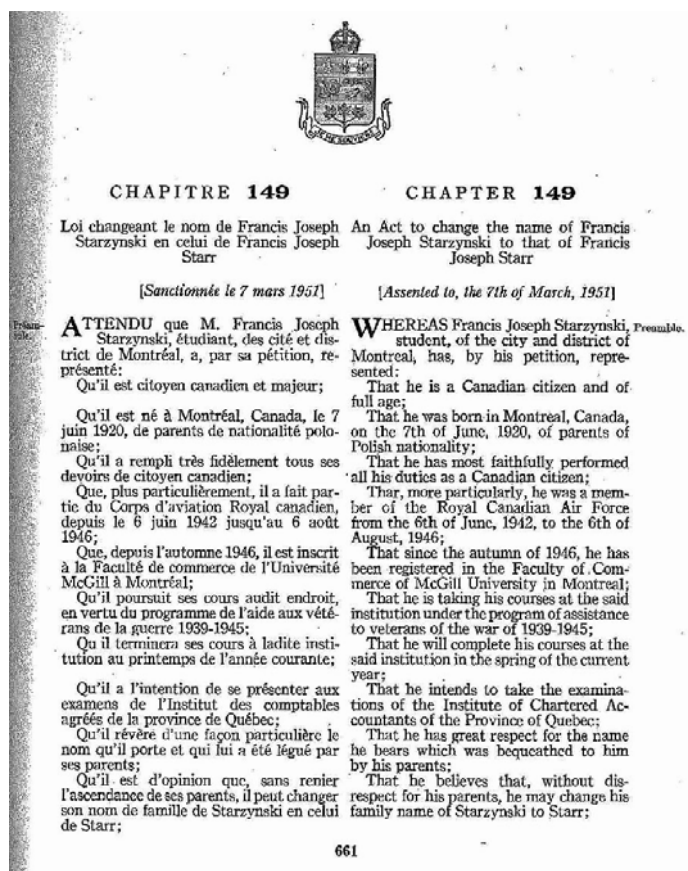 JE ME SOUVIENS
CHAPITRE 149
Loi changeant le nom de Francis Joseph
Starzynski en celui de Francis Joseph
Starr
[Sanctionnée le 7 mars 1951]
Préam-
bule.
ATTENDU que M. Francis Joseph
Starzynski, étudiant, des cité et dis-
trict de Montréal, a, par sa pétition, re-
présenté:
Qu'il est citoyen canadien et majeur;
Qu'il est né à Montréal, Canada, le 7
juin 1920, de parents de nationalité polo-
naise;
Qu'il a rempli très fidèlement tous ses
devoirs de citoyen canadien;
Que, plus particulièrement, il a fait par-
tie du Corps d'aviation Royal canadien,
depuis le 6 juin 1942 jusqu'au 6 août
1946;
Que, depuis l'automne 1946, il est inscrit
à la Faculté de commerce de l'Université
McGill à Montréal;
Qu'il poursuit ses cours audit endroit,
en vertu du programme de l'aide aux vété-
rans de la guerre 1939-1945;
Qu il terminera ses cours à ladite insti-
tution au printemps de l'année courante;
Qu'il a l'intention de se présenter aux
examens de l'Institut des comptables
agréés de la province de Québec;
Qu'il révère d'une façon particulière le
nom qu'il porte et qui lui a été légué par
ses parents;
Qu'il est d'opinion que, sans renier
l'ascendance de ses parents, il peut changer
son nom de famille de Starzynski en celui
de Starr;
CHAPTER 149
An Act to change the name of Francis
Joseph Starzynski to that of Francis
Joseph Starr
[Assented to, the 7th of March, 1951]
WHEREAS Francis Joseph Starzynski,
Preamble.
student, of the city and district of
Montreal, has, by his petition, repre-
sented:
That he is a Canadian citizen and of
full age;
That he was born in Montreal, Canada,
on the 7th of June, 1920, of parents of
Polish nationality;
That he has most faithfully performed
all his duties as a Canadian citizen;
Thar, more particularly, he was a mem-
ber of the Royal Canadian Air Force
from the 6th of June, 1942, to the 6th of
August, 1946;
That since the autumn of 1946, he has
been registered in the Faculty of Com-
merce of McGill University in Montreal;
That he is taking his courses at the said
institution under the program of assistance
to veterans of the war of 1939-1945;
That he will complete his courses at the
said institution in the spring of the current
year;
That he intends to take the examina-
tions of the Institute of Chartered Ac-
countants of the Province of Quebec;
That he has great respect for the name
he bears which was bequeathed to him
by his parents;
That he believes that, without dis-
respect for his parents, he may change his
family name of Starzynski to Starr;
661